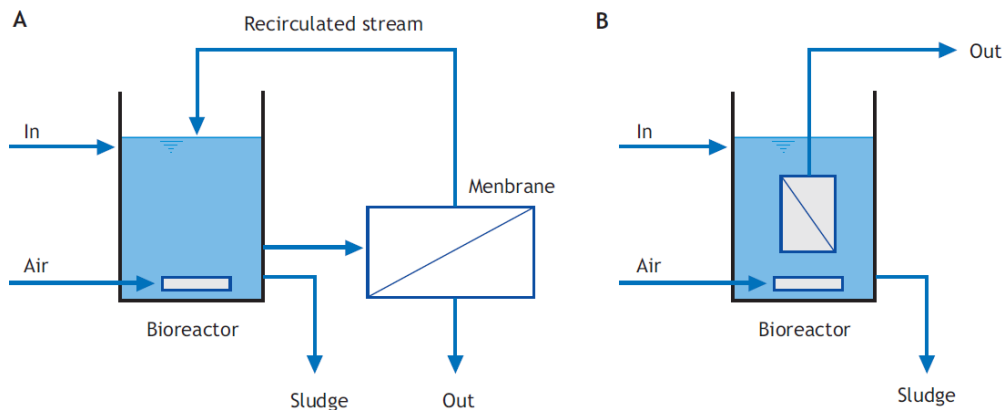 A
Recirculated stream
In
Menbrane
Air
Bioreactor
Sludge
Out
B
Out
In
Air
Bioreactor
Sludge